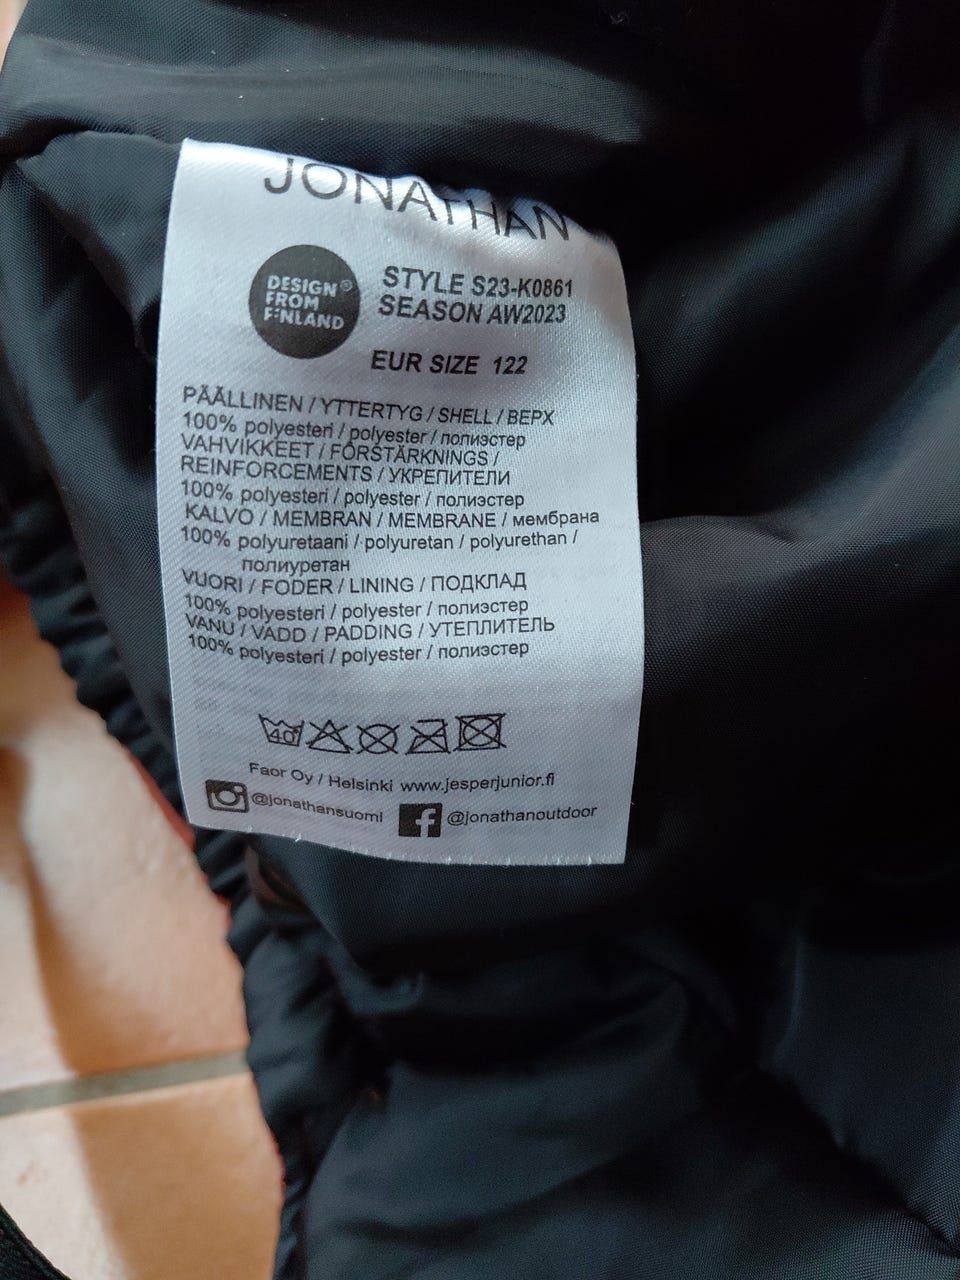 JONATHAN
DESIGN®
FROM
FINLAND
STYLE S23-K0861
SEASON AW2023
EUR SIZE 122
PÄÄLLINEN / YTTERTYG / SHELL / ВЕРХ
100% polyesteri / polyester / полиэстер
VAHVIKKEET / FÖRSTÄRKNINGS /
REINFORCEMENTS / УКРЕПИТЕЛИ
100% polyesteri / polyester / полиэстер
KALVO / MEMBRAN / MEMBRANE / мембрана
100% polyuretaani / polyuretan / polyurethan /
полиуретан
VUORI / FODER / LINING / ПОДКЛАД
100% polyesteri / polyester / полиэстер
VANU / VADD / PADDING / УТЕПЛИТЕЛЬ
100% polyesteri / polyester / полиэстер
40
Faor Oy / Helsinki www.jesperjunior.fi
@jonathansuomi f @jonathanoutdoor